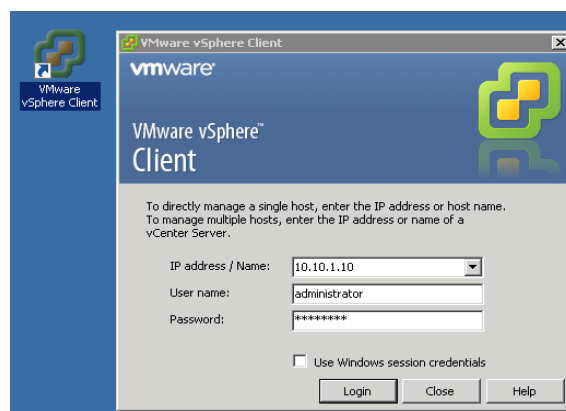 VMware
vSphere Client
VMware vSphere Client
vmware®
VMware vSphere™
Client
To directly manage a single host, enter the IP address or host name.
To manage multiple hosts, enter the IP address or name of a
vCenter Server.
IP address / Name: 10.10.1.10
User name: administrator
Password: ********
Use Windows session credentials
Login Close Help